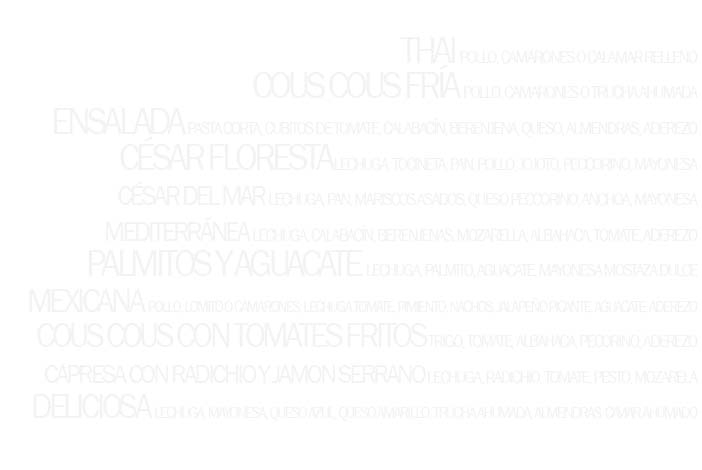 THAI POLLO, CAMARONES O CALAMAR RELLENO
COUS COUS FRÍA POLLO, CAMARONES O TRUCHA AHUMADA
ENSALADA PASTA CORTA, CUBITOS DE TOMATE, CALABACÍN, BERENJENA, QUESO, ALMENDRAS, ADEREZO
CÉSAR FLORESTA LECHUGA, TOCINETA, PAN, POLLO, JOJOTO, PECCORINO, MAYONESA
CÉSAR DEL MAR LECHUGA, PAN, MARISCOS ASADOS, QUESO PECCORINO, ANCHOA, MAYONESA
MEDITERRÁNEA LECHUGA, CALABACÍN, BERENJENAS, MOZARELLA, ALBAHACA, TOMATE, ADEREZO
PALMITOS Y AGUACATE LECHUGA, PALMITO, AGUACATE, MAYONESA MOSTAZA DULCE
MEXICANA POLLO, LOMITO O CAMARONES; LECHUGA TOMATE, PIMIENTO, NACHOS, JALAPEÑO PICANTE, AGUACATE, ADEREZO
COUS COUS CON TOMATES FRITOS TRIGO, TOMATE, ALBAHACA, PECORINO, ADEREZO
CAPRESA CON RADICHIO Y JAMON SERRANO LECHUGA, RADICHIO, TOMATE, PESTO, MOZARELA
DELICIOSA LECHUGA, MAYONESA, QUESO AZUL, QUESO AMARILLO, TRUCHA AHUMADA, ALMENDRAS, AHUMADO